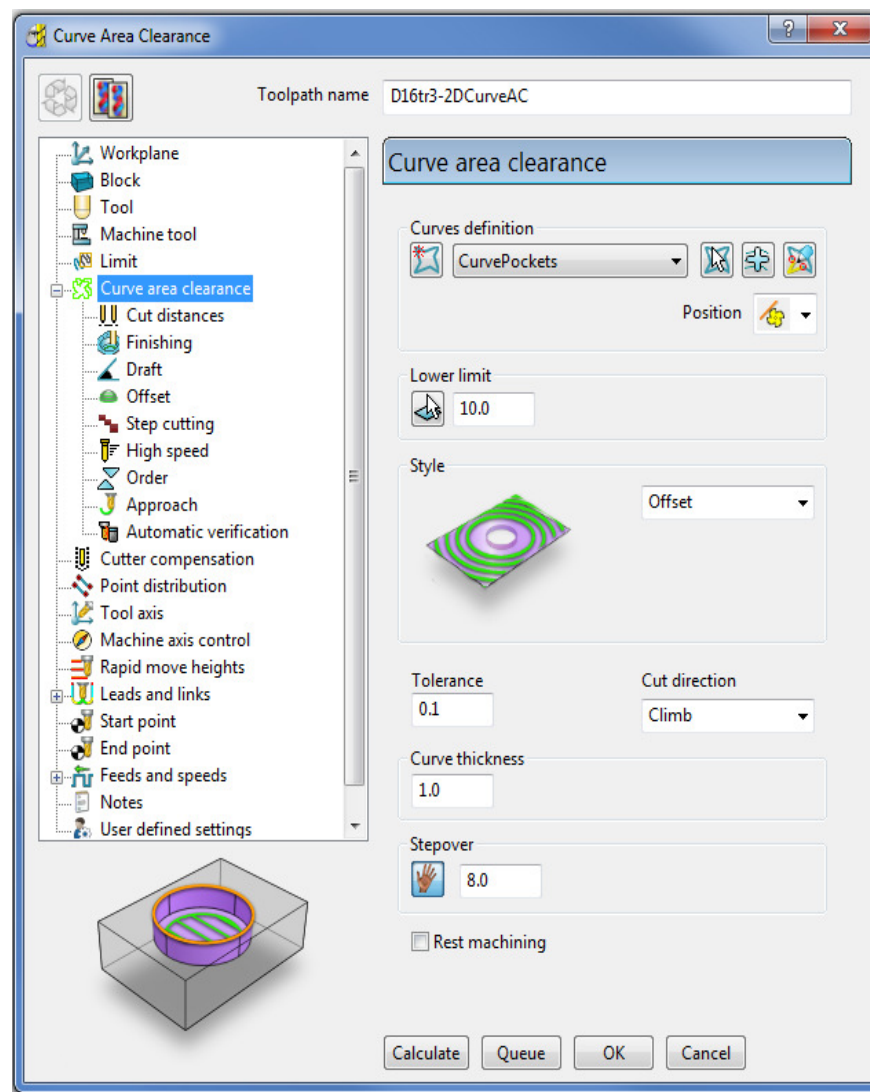 Curve Area Clearance
Toolpath name D16tr3-2DCurveAC
Workplane
Block
Tool
Machine tool
Limit
Curve area clearance
Cut distances
Finishing
Draft
Offset
Step cutting
High speed
Order
Approach
Automatic verification
Cutter compensation
Point distribution
Tool axis
Machine axis control
Rapid move heights
Leads and links
Start point
End point
Feeds and speeds
Notes
User defined settings
Curve area clearance
Curves definition
CurvePockets
Position
Lower limit
10.0
Style
Offset
Tolerance Cut direction
0.1 Climb
Curve thickness
1.0
Stepover
8.0
Rest machining
Calculate Queue OK Cancel